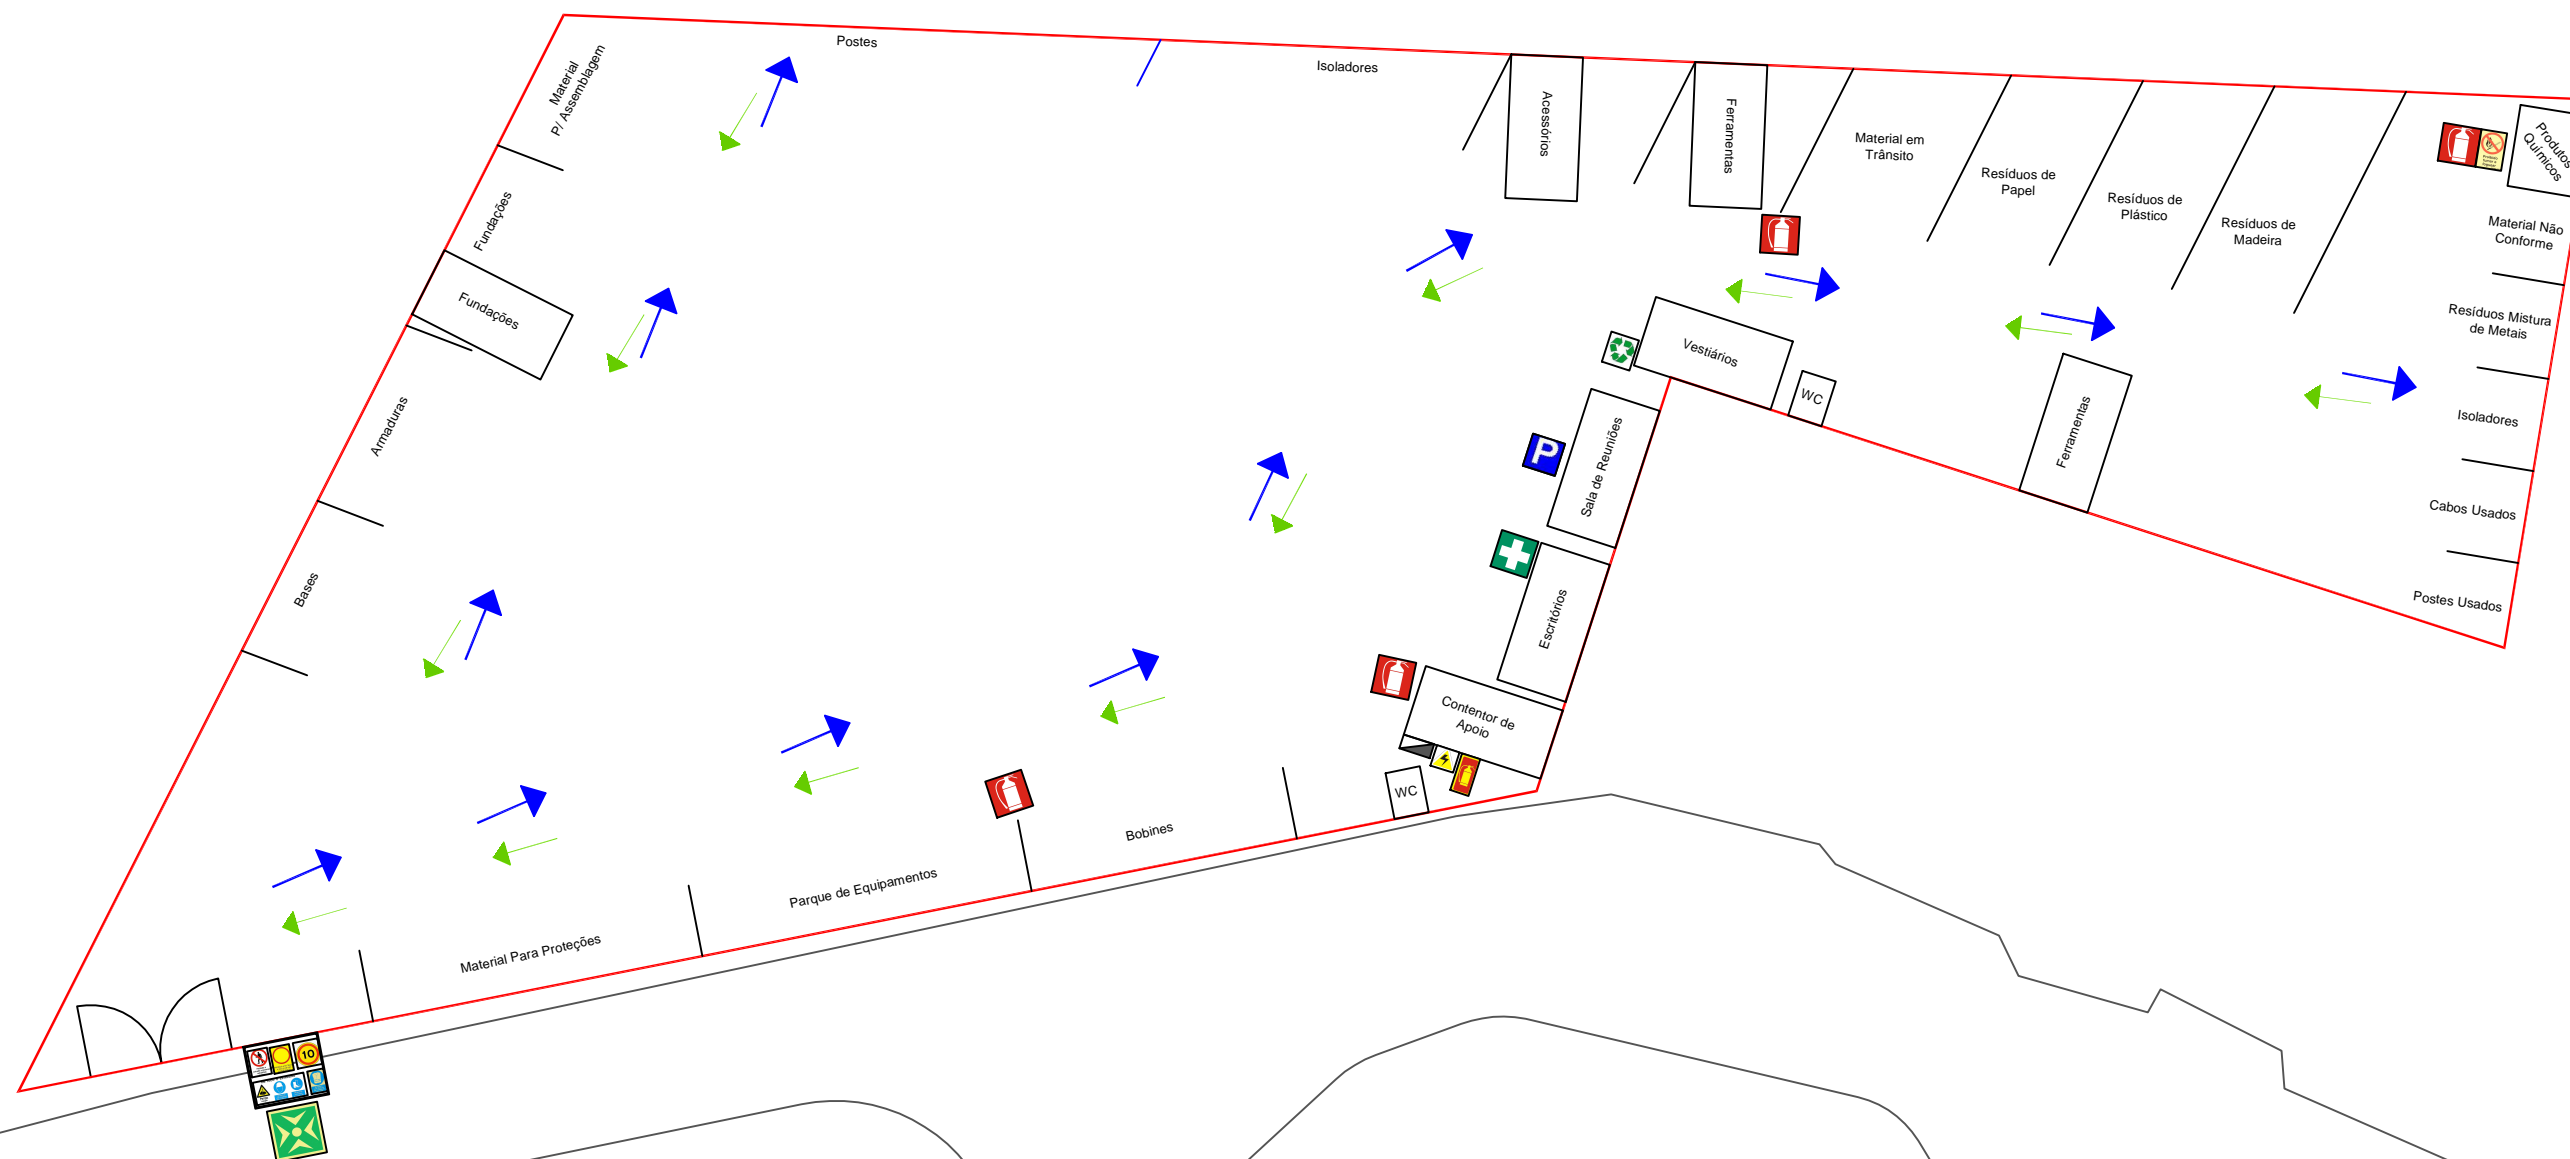 Postes
Isoladores
Material
P/ Assemblagem
Fundações
Fundações
Armaduras
Bases
Acessórios
Ferramentas
Material em
Trânsito
Resíduos de
Papel
Resíduos de
Plástico
Resíduos de
Madeira
Produtos
Químicos
Material Não
Conforme
Resíduos Mistura
de Metais
Isoladores
Cabos Usados
Postes Usados
Vestiários
WC
Ferramentas
P
Sala de Reuniões
Escritórios
Contentor de
Apoio
WC
Bobines
Parque de Equipamentos
Material Para Proteções
10